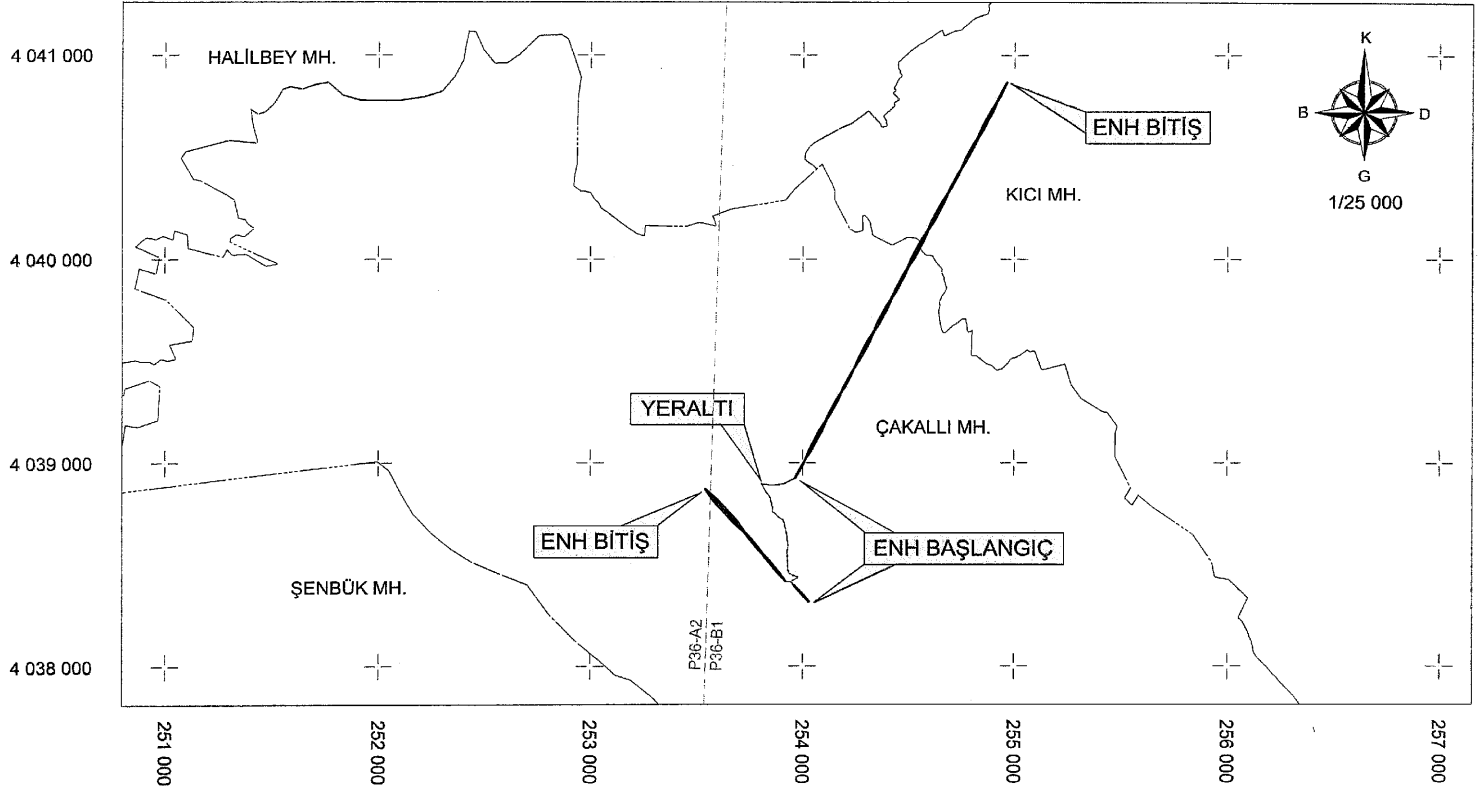 4 041 000
HALİLBEY MH.
K
B
D
G
1/25 000
ENH BİTİŞ
KICI MH.
4 040 000
YERALTI
ÇAKALLI MH.
4 039 000
ENH BİTİŞ
ENH BAŞLANGIÇ
ŞENBÜK MH.
P36-A2
P36-B1
4 038 000
251 000
252 000
253 000
254 000
255 000
256 000
257 000